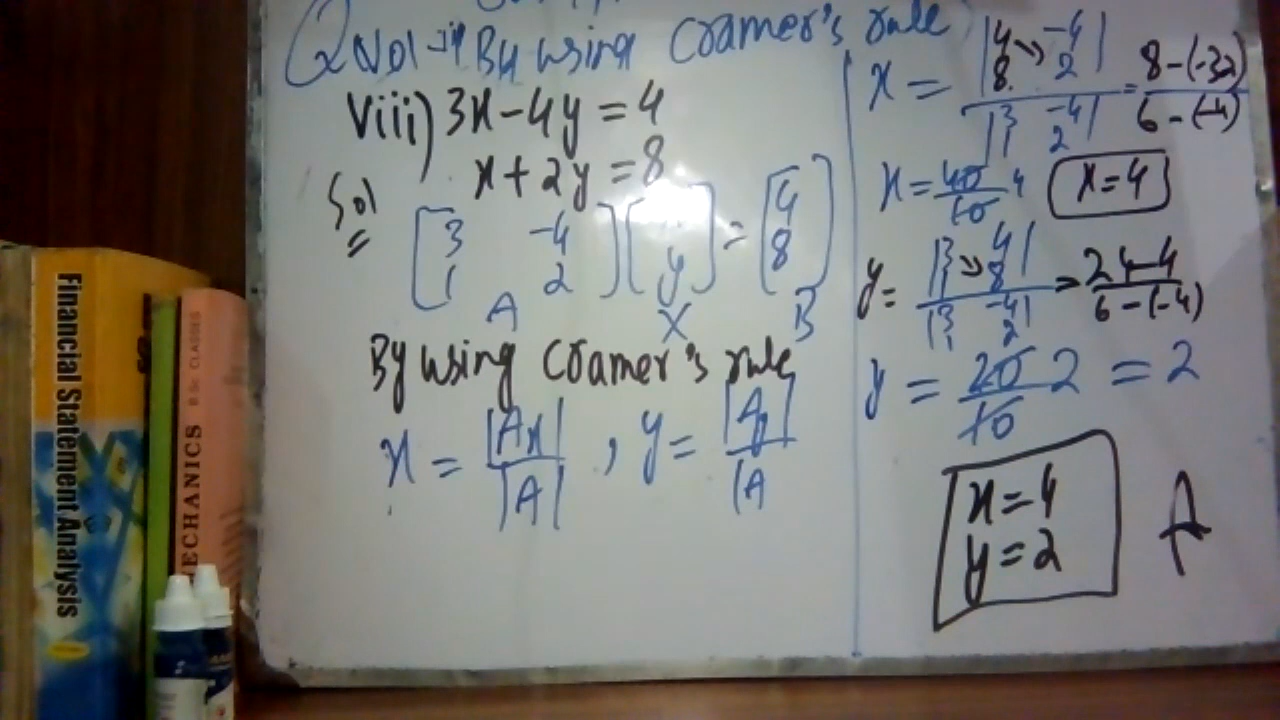 By using Cramer's rule
viii) 3x-4y=4
x+2y=8
Sol
[3 -4] [ ] = [4]
[1 2] [y] [8]
A X B
By using Cramer's rule
x = |Ax| / |A| , y = |Ay| / |A
x = |4 -4| / |3 -4| = 8-(-32) / 6-(-4)
|8 2| |1 2|
x = 40/10 4 x=4
y = |3 4| / |3 -4| = 24-4 / 6-(-4)
|1 8| |1 2|
y = 20/10 2 = 2
x=4
y=2
A
Financial Statement Analysis
MECHANICS B.Sc CLASSES